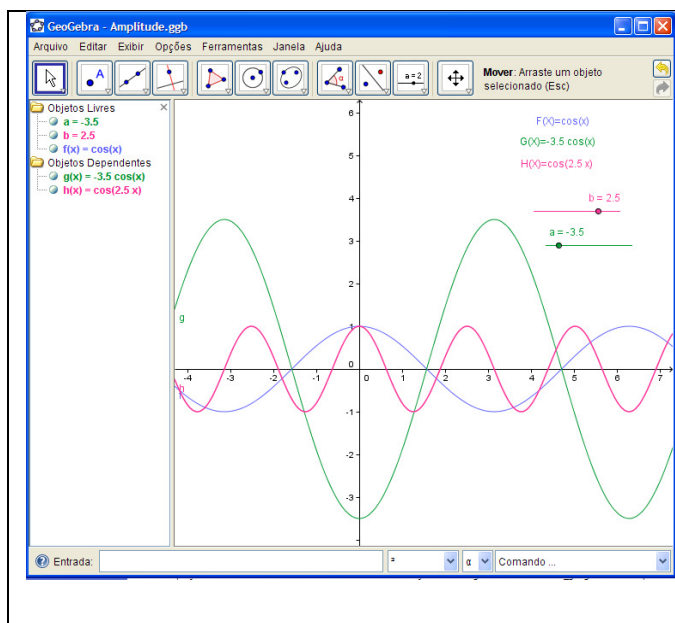 GeoGebra - Amplitude.ggb
Arquivo Editar Exibir Opções Ferramentas Janela Ajuda
A
α
a=2
Mover: Arraste um objeto
selecionado (Esc)
Objetos Livres
a = -3.5
b = 2.5
f(x) = cos(x)
Objetos Dependentes
g(x) = -3.5 cos(x)
h(x) = cos(2.5 x)
F(X)=cos(x)
G(X)=-3.5 cos(x)
H(X)=cos(2.5 x)
b = 2.5
a = -3.5
6
5
4
3
2
1
0
-1
-2
-3
-4 -3 -2 -1 0 1 2 3 4 5 6 7
g
h
Entrada:
²
α
Comando ...